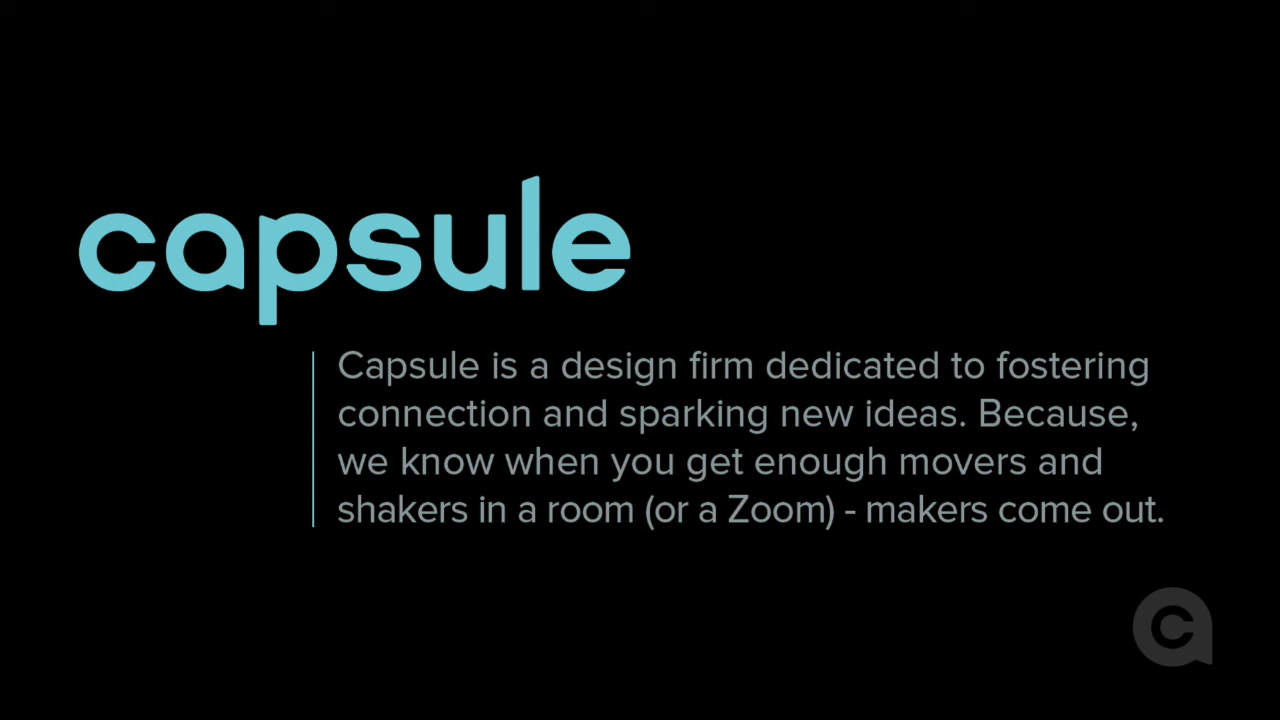 capsule
Capsule is a design firm dedicated to fostering
connection and sparking new ideas. Because,
we know when you get enough movers and
shakers in a room (or a Zoom) - makers come out.
c